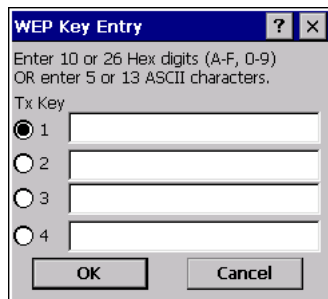 WEP Key Entry ? ×
Enter 10 or 26 Hex digits (A-F, 0-9)
OR enter 5 or 13 ASCII characters.
Tx Key
1
2
3
4
OK Cancel